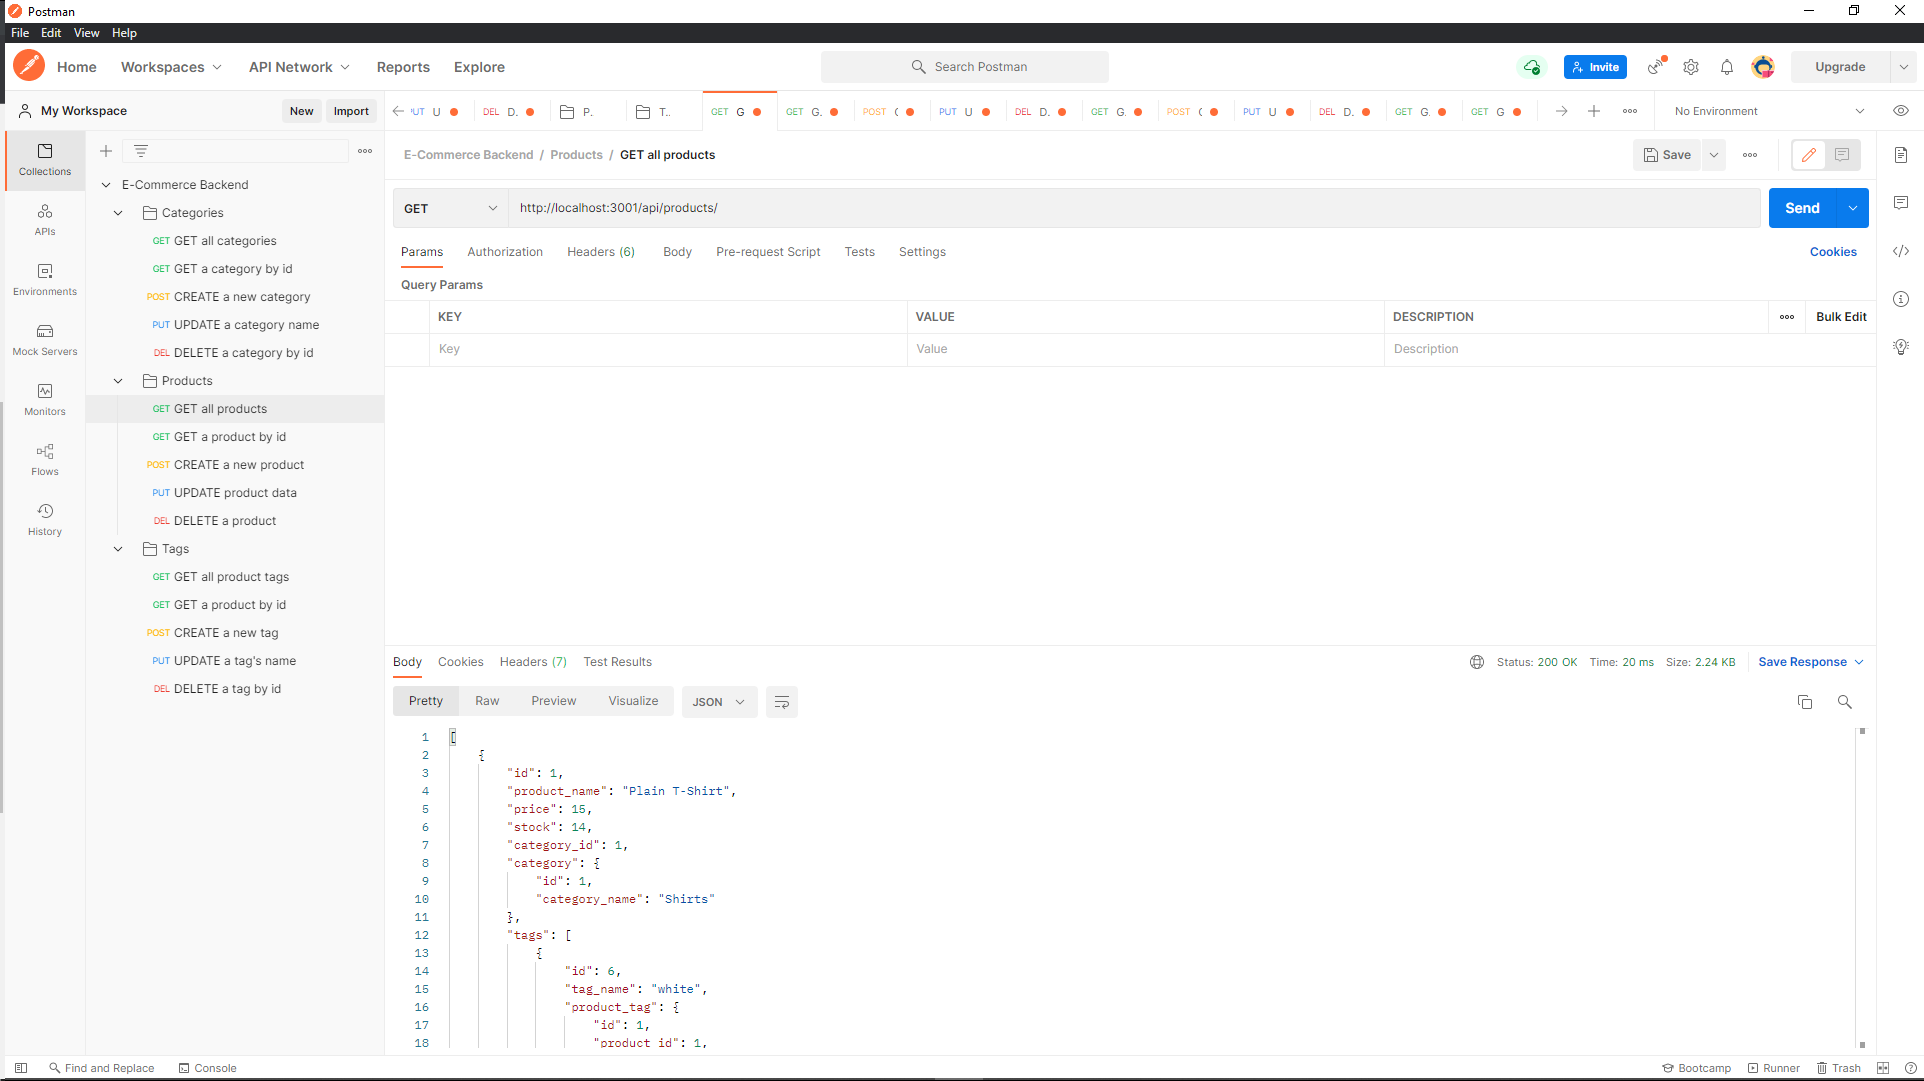 Postman
File Edit View Help
Home Workspaces API Network Reports Explore Search Postman Invite Upgrade
My Workspace New Import
UT U DEL D. P. T.. GET G GET G. POST PUT U DEL D. GET G. POST PUT U DEL D. GET G. GET G No Environment
Collections
APIs
Environments
Mock Servers
Monitors
Flows
History
E-Commerce Backend
Categories
GET GET all categories
GET GET a category by id
POST CREATE a new category
PUT UPDATE a category name
DEL DELETE a category by id
Products
GET GET all products
GET GET a product by id
POST CREATE a new product
PUT UPDATE product data
DEL DELETE a product
Tags
GET GET all product tags
GET GET a product by id
POST CREATE a new tag
PUT UPDATE a tag's name
DEL DELETE a tag by id
E-Commerce Backend / Products / GET all products Save
GET http://localhost:3001/api/products/ Send
Params Authorization Headers (6) Body Pre-request Script Tests Settings Cookies
Query Params
KEY VALUE DESCRIPTION Bulk Edit
Key Value Description
Body Cookies Headers (7) Test Results Status: 200 OK Time: 20 ms Size: 2.24 KB Save Response
Pretty Raw Preview Visualize JSON
1 [
2 {
3 "id": 1,
4 "product_name": "Plain T-Shirt",
5 "price": 15,
6 "stock": 14,
7 "category_id": 1,
8 "category": {
9 "id": 1,
10 "category_name": "Shirts"
11 },
12 "tags": [
13 {
14 "id": 6,
15 "tag_name": "white",
16 "product_tag": {
17 "id": 1,
18 "product_id": 1,
Find and Replace Console Bootcamp Runner Trash